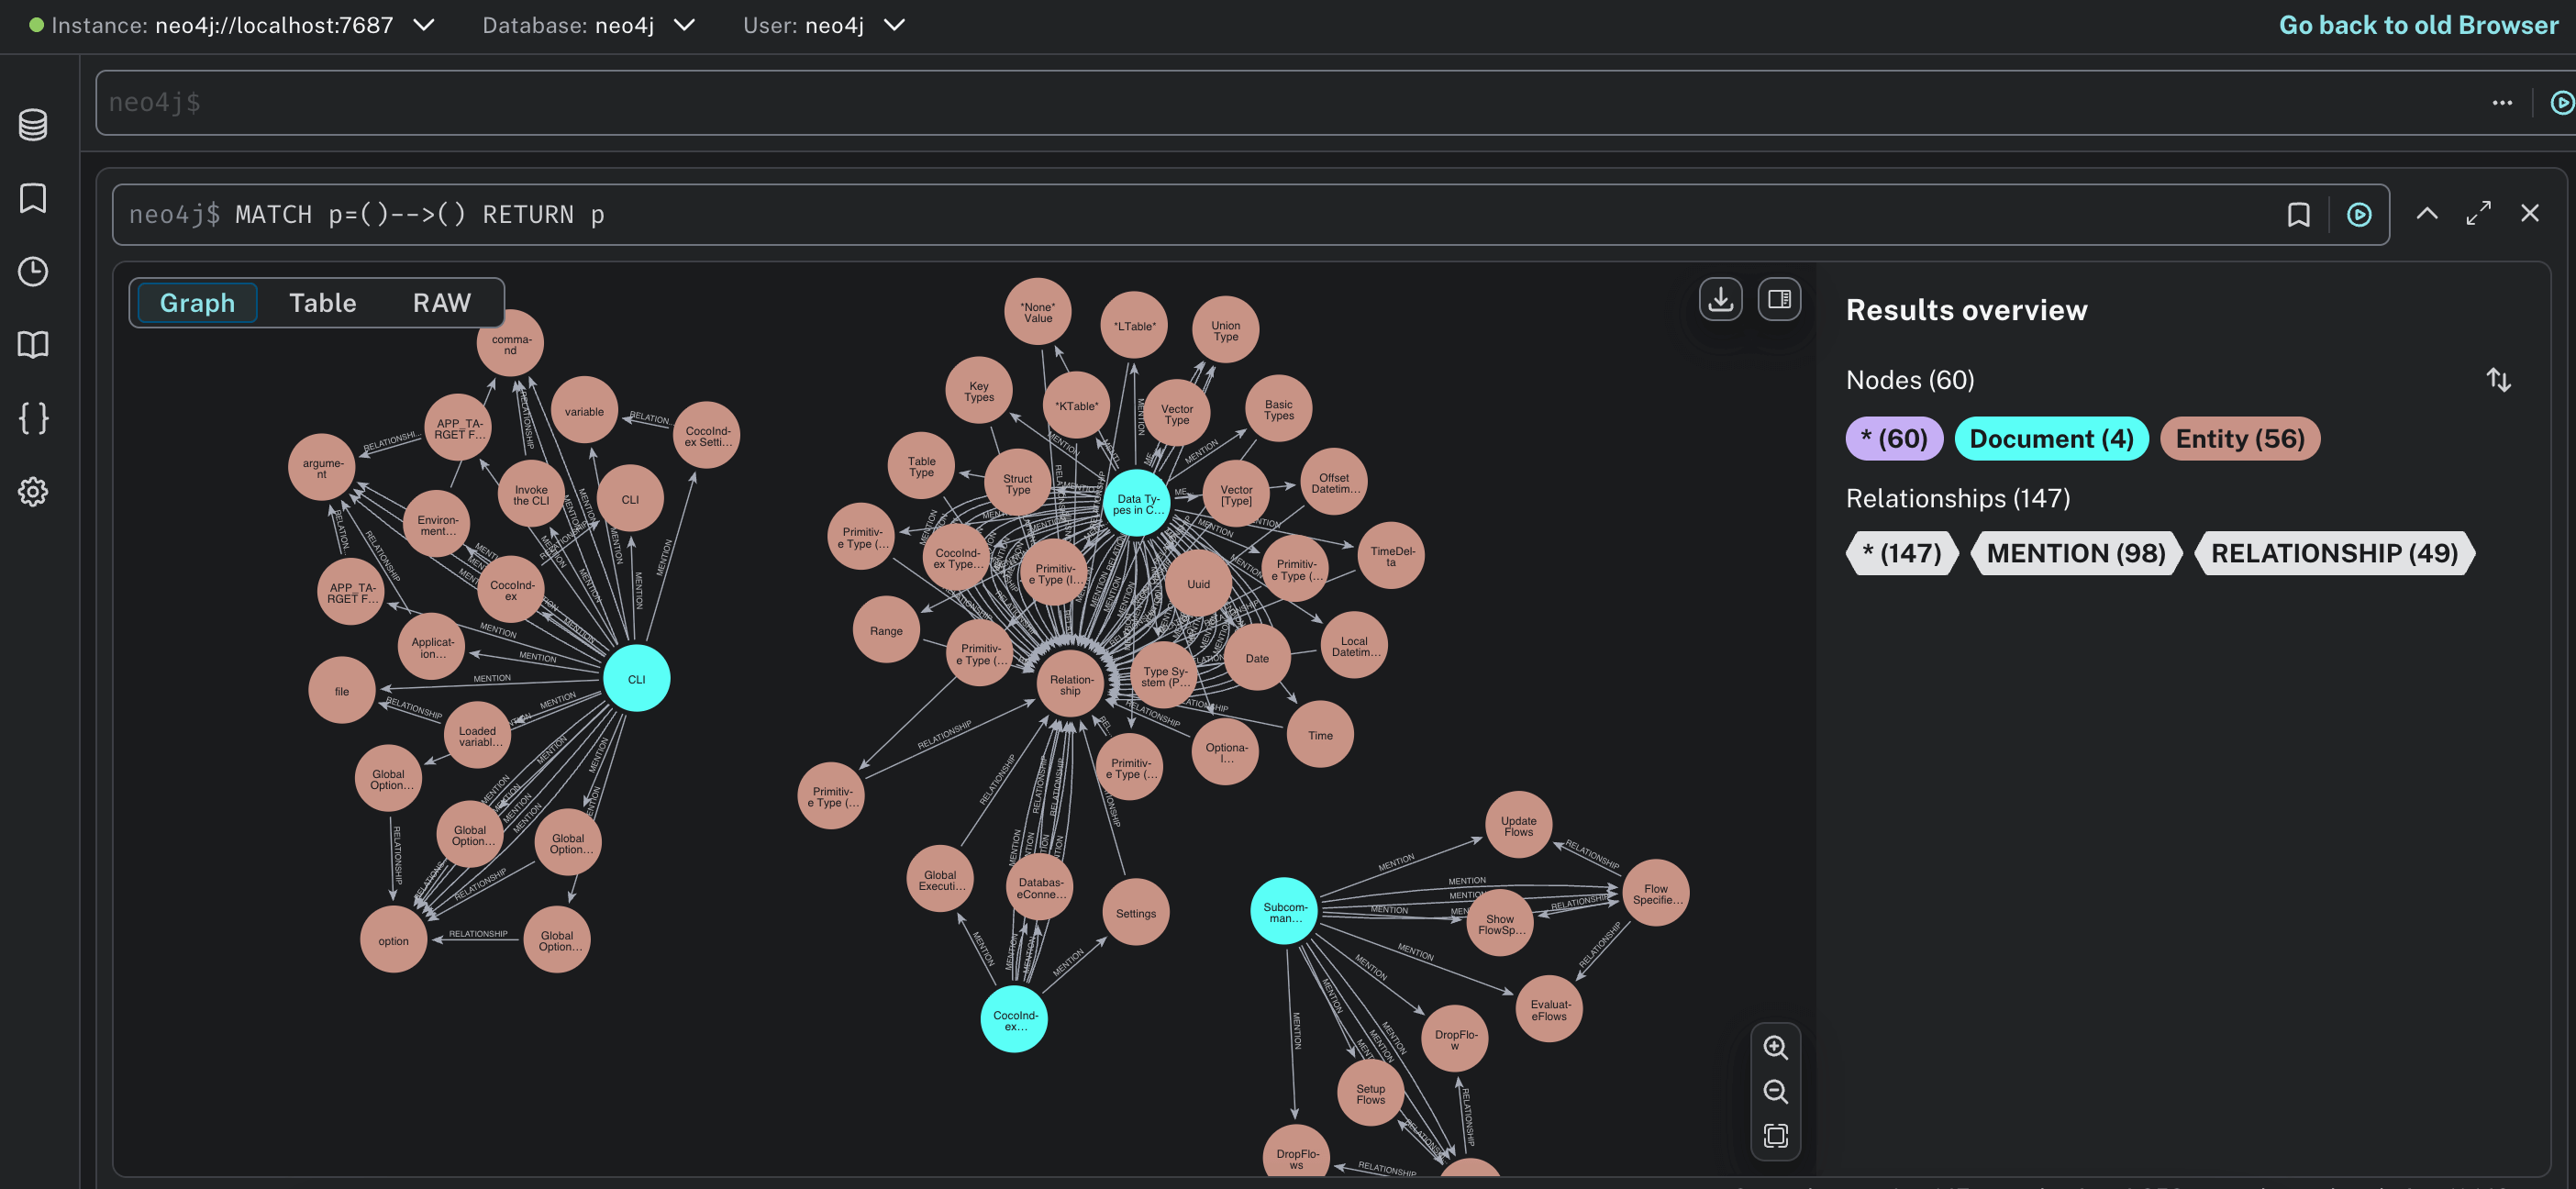 Instance: neo4j://localhost:7687 Database: neo4j User: neo4j Go back to old Browser
neo4j$
neo4j$ MATCH p=()-->() RETURN p
Graph Table RAW
Results overview
Nodes (60)
* (60) Document (4) Entity (56)
Relationships (147)
* (147) MENTION (98) RELATIONSHIP (49)
comma-
nd
variable
CocoInd-
ex Setti...
APP_TA-
RGET F...
argume-
nt
Invoke
the CLI
CLI
Environ-
ment...
CocoInd-
ex
APP_TA-
RGET F...
Applicat-
ion...
CLI
file
Loaded
variabl...
Global
Option...
Global
Option...
Global
Option...
option
Global
Option...
*None*
Value
*LTable*
Union
Type
Key
Types
*KTable*
Vector
Type
Basic
Types
Table
Type
Struct
Type
Data Ty-
pes in C...
Vector
[Type]
Offset
Datetim...
Primitiv-
e Type (...
CocoInd-
ex Type...
Primitiv-
e Type (I...
Uuid
Primitiv-
e Type (...
TimeDel-
ta
Range
Primitiv-
e Type (...
Relation-
ship
Type Sy-
stem (P...
Date
Local
Datetim...
Time
Optiona-
l...
Primitiv-
e Type (...
Primitiv-
e Type (...
Global
Executi...
Databas-
eConne...
Settings
CocoInd-
ex...
Subcom-
man...
Update
Flows
Flow
Specifie...
Show
FlowSp...
Evaluat-
eFlows
DropFlo-
w
Setup
Flows
DropFlo-
ws
MENTION
RELATIONSHIP